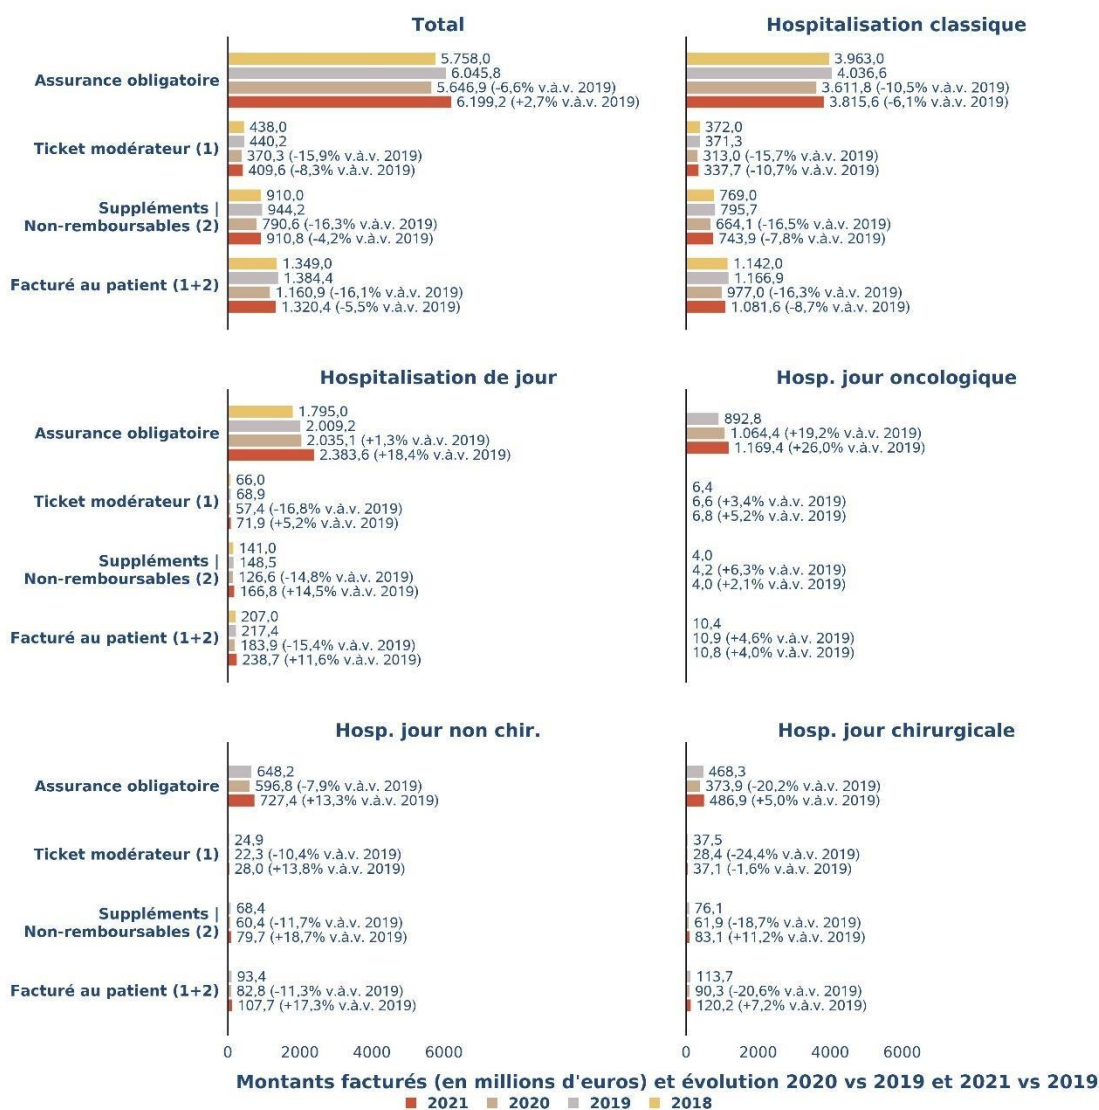 Total
Assurance obligatoire
5.758,0
6.045,8
5.646,9 (-6,6% v.à.v. 2019)
6.199,2 (+2,7% v.à.v. 2019)
Ticket modérateur (1)
438,0
440,2
370,3 (-15,9% v.à.v. 2019)
409,6 (-8,3% v.à.v. 2019)
Suppléments |
Non-remboursables (2)
910,0
944,2
790,6 (-16,3% v.à.v. 2019)
910,8 (-4,2% v.à.v. 2019)
Facturé au patient (1+2)
1.349,0
1.384,4
1.160,9 (-16,1% v.à.v. 2019)
1.320,4 (-5,5% v.à.v. 2019)
Hospitalisation classique
3.963,0
4.036,6
3.611,8 (-10,5% v.à.v. 2019)
3.815,6 (-6,1% v.à.v. 2019)
372,0
371,3
313,0 (-15,7% v.à.v. 2019)
337,7 (-10,7% v.à.v. 2019)
769,0
795,7
664,1 (-16,5% v.à.v. 2019)
743,9 (-7,8% v.à.v. 2019)
1.142,0
1.166,9
977,0 (-16,3% v.à.v. 2019)
1.081,6 (-8,7% v.à.v. 2019)
Hospitalisation de jour
Assurance obligatoire
1.795,0
2.009,2
2.035,1 (+1,3% v.à.v. 2019)
2.383,6 (+18,4% v.à.v. 2019)
Ticket modérateur (1)
66,0
68,9
57,4 (-16,8% v.à.v. 2019)
71,9 (+5,2% v.à.v. 2019)
Suppléments |
Non-remboursables (2)
141,0
148,5
126,6 (-14,8% v.à.v. 2019)
166,8 (+14,5% v.à.v. 2019)
Facturé au patient (1+2)
207,0
217,4
183,9 (-15,4% v.à.v. 2019)
238,7 (+11,6% v.à.v. 2019)
Hosp. jour oncologique
892,8
1.064,4 (+19,2% v.à.v. 2019)
1.169,4 (+26,0% v.à.v. 2019)
6,4
6,6 (+3,4% v.à.v. 2019)
6,8 (+5,2% v.à.v. 2019)
4,0
4,2 (+6,3% v.à.v. 2019)
4,0 (+2,1% v.à.v. 2019)
10,4
10,9 (+4,6% v.à.v. 2019)
10,8 (+4,0% v.à.v. 2019)
Hosp. jour non chir.
Assurance obligatoire
648,2
596,8 (-7,9% v.à.v. 2019)
727,4 (+13,3% v.à.v. 2019)
Ticket modérateur (1)
24,9
22,3 (-10,4% v.à.v. 2019)
28,0 (+13,8% v.à.v. 2019)
Suppléments |
Non-remboursables (2)
68,4
60,4 (-11,7% v.à.v. 2019)
79,7 (+18,7% v.à.v. 2019)
Facturé au patient (1+2)
93,4
82,8 (-11,3% v.à.v. 2019)
107,7 (+17,3% v.à.v. 2019)
0 2000 4000 6000
Hosp. jour chirurgicale
468,3
373,9 (-20,2% v.à.v. 2019)
486,9 (+5,0% v.à.v. 2019)
37,5
28,4 (-24,4% v.à.v. 2019)
37,1 (-1,6% v.à.v. 2019)
76,1
61,9 (-18,7% v.à.v. 2019)
83,1 (+11,2% v.à.v. 2019)
113,7
90,3 (-20,6% v.à.v. 2019)
120,2 (+7,2% v.à.v. 2019)
0 2000 4000 6000
Montants facturés (en millions d'euros) et évolution 2020 vs 2019 et 2021 vs 2019
2021 2020 2019 2018